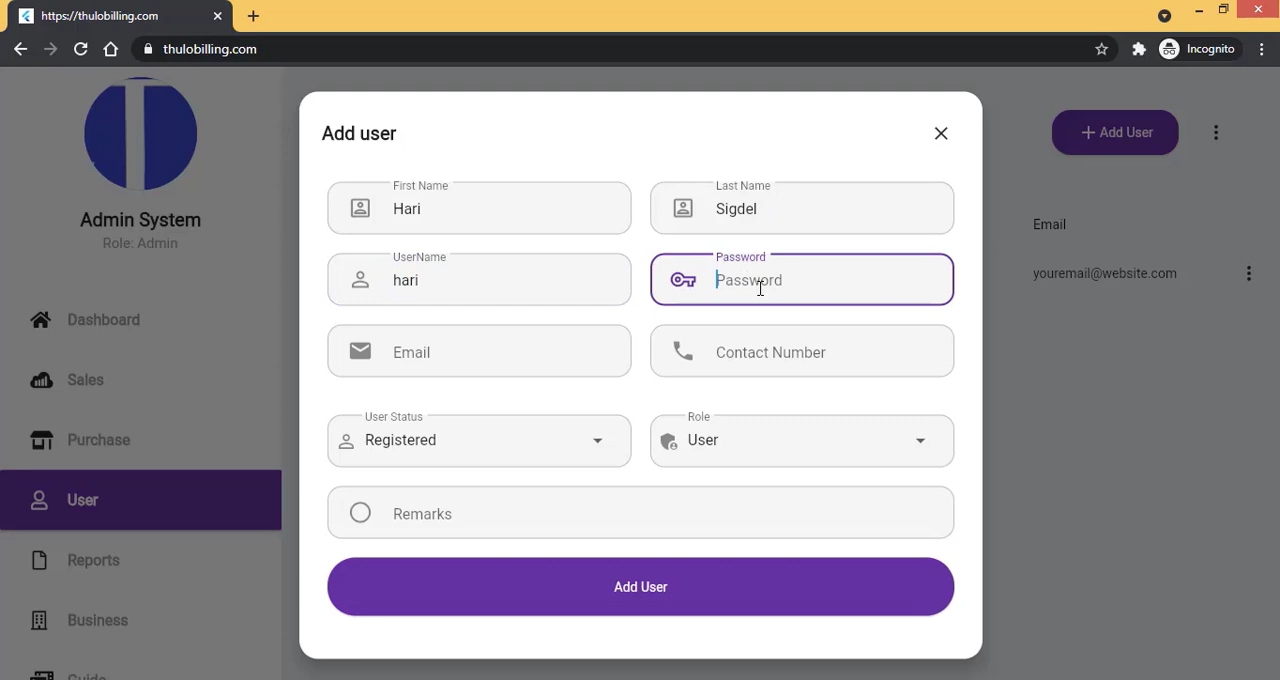 https://thulobilling.com
thulobilling.com
Incognito
Admin System
Role: Admin
Dashboard
Sales
Purchase
User
Reports
Business
Guide
Add User
Email
youremail@website.com
Add user
First Name
Hari
Last Name
Sigdel
UserName
hari
Password
Password
Email
Contact Number
User Status
Registered
Role
User
Remarks
Add User